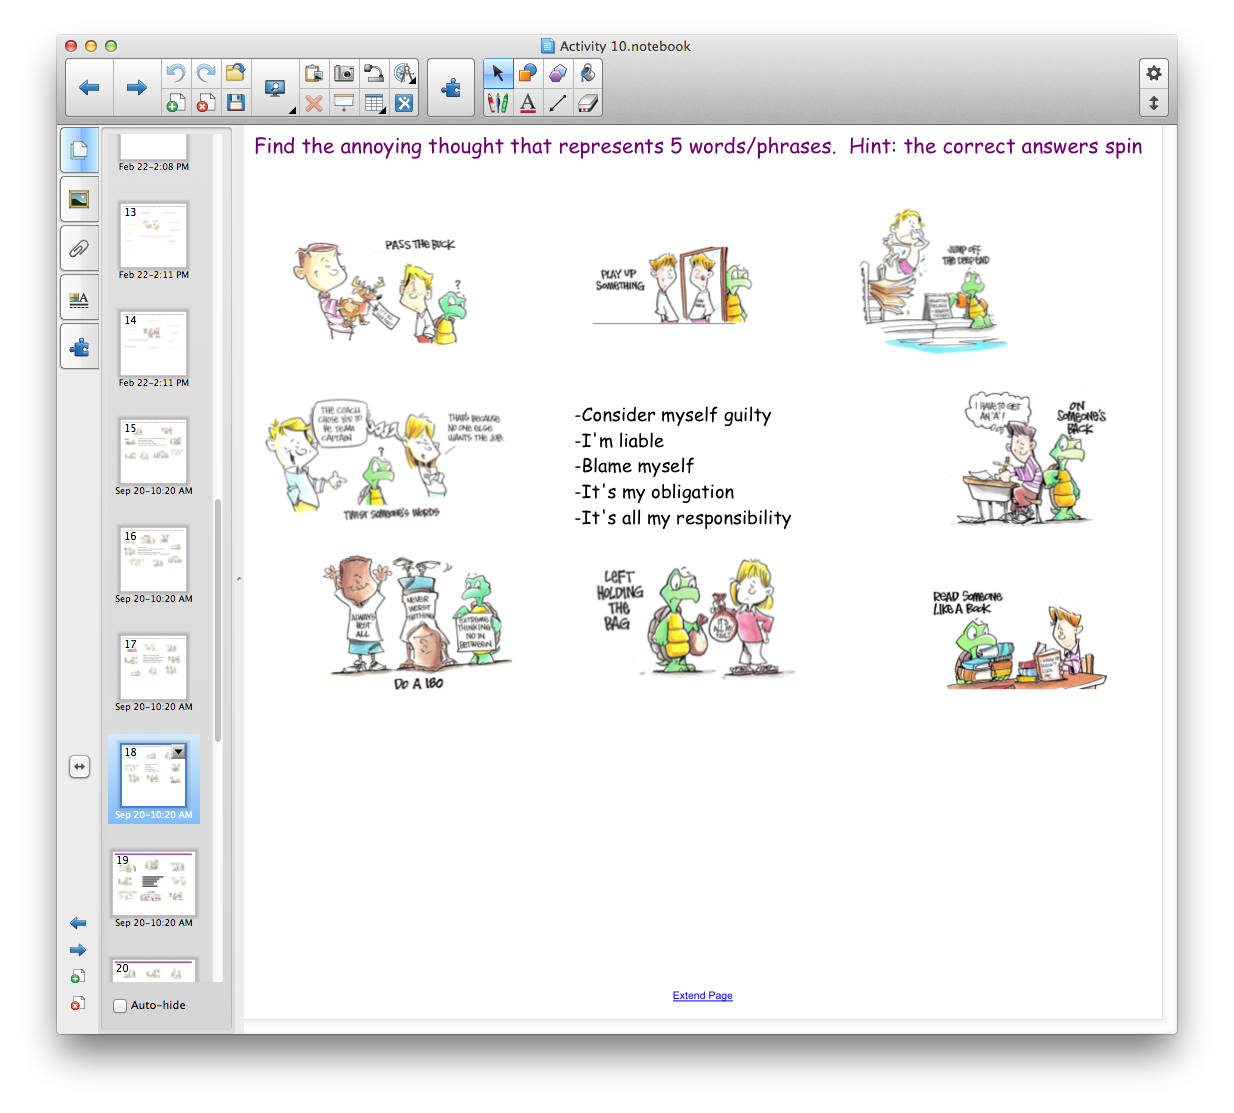 Activity 10.notebook
Feb 22-2:08 PM
13
Feb 22-2:11 PM
14
Feb 22-2:11 PM
15
Sep 20-10:20 AM
16
Sep 20-10:20 AM
17
Sep 20-10:20 AM
18
Sep 20-10:20 AM
19
Sep 20-10:20 AM
20
Auto-hide
Find the annoying thought that represents 5 words/phrases.  Hint: the correct answers spin
PASS THE BUCK
?
PLAY UP
SOMETHING
JUMP OFF
THE DEEP END
THE COACH
CHOSE YOU TO
BE TEAM
CAPTAIN
THAT'S BECAUSE
NO ONE ELSE
WANTS THE JOB.
?
TWIST SOMEONE'S WORDS
-Consider myself guilty
-I'm liable
-Blame myself
-It's my obligation
-It's all my responsibility
I HAVE TO GET
AN 'A'!
ON
SOMEONE'S
BACK
ALWAYS
BEST
ALL
NEVER
WORST
NOTHING
EXTREME
THINKING
NO IN
BETWEEN
DO A 180
LEFT
HOLDING
THE
BAG
IT'S
ALL MY
FAULT
READ SOMEONE
LIKE A BOOK
Extend Page